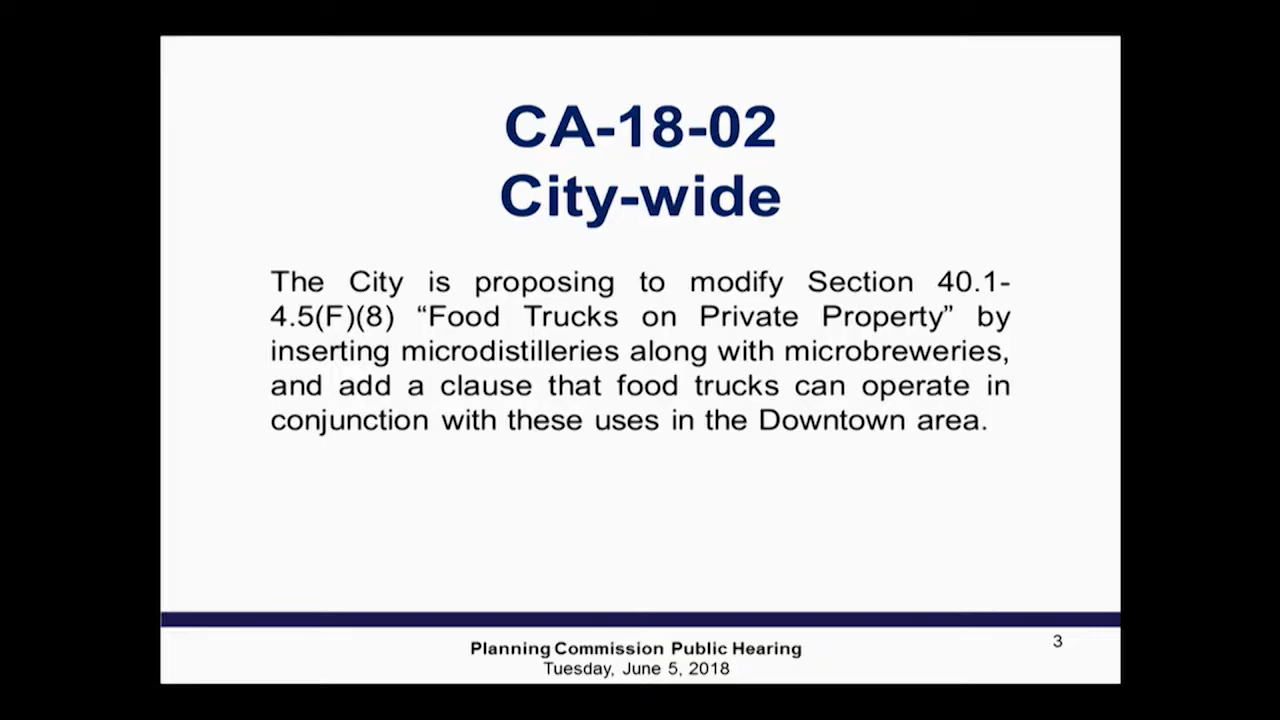 CA-18-02
City-wide
The City is proposing to modify Section 40.1-
4.5(F)(8) “Food Trucks on Private Property” by
inserting microdistilleries along with microbreweries,
and add a clause that food trucks can operate in
conjunction with these uses in the Downtown area.
Planning Commission Public Hearing
Tuesday, June 5, 2018
3